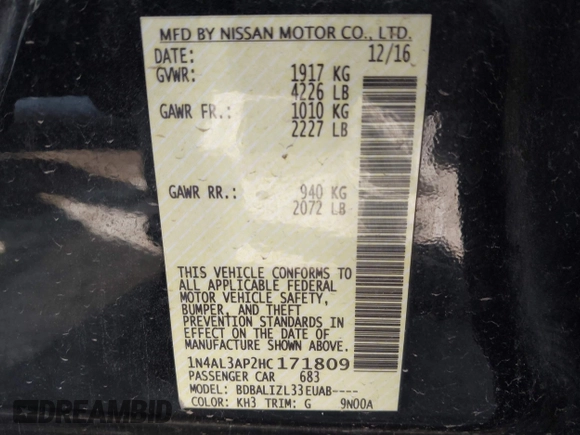 MFD BY NISSAN MOTOR CO., LTD.
DATE: 12/16
GVWR: 1917 KG
4226 LB
GAWR FR.: 1010 KG
2227 LB
GAWR RR.: 940 KG
2072 LB
THIS VEHICLE CONFORMS TO
ALL APPLICABLE FEDERAL
MOTOR VEHICLE SAFETY,
BUMPER, AND THEFT
PREVENTION STANDARDS IN
EFFECT ON THE DATE OF
MANUFACTURE SHOWN ABOVE.
1N4AL3AP2HC171809
PASSENGER CAR 683
MODEL: BDBALIZL33EUAB----
COLOR: KH3 TRIM: G 9N00A
DREAMBID